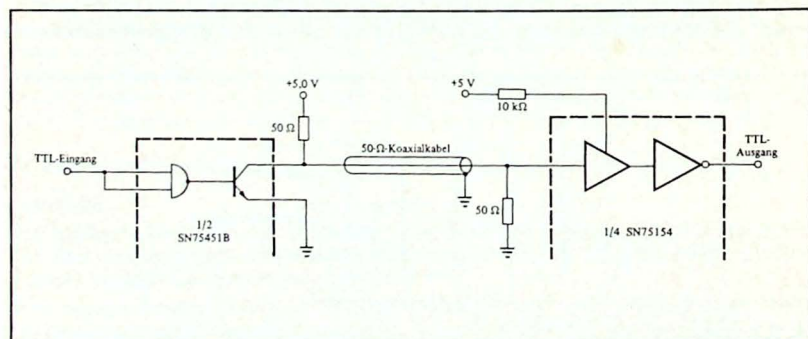 +5,0 V
+5 V
10 kΩ
50 Ω
TTL-Eingang
50-Ω-Koaxialkabel
TTL-
Ausgang
50 Ω
1/2
SN75451B
1/4 SN75154